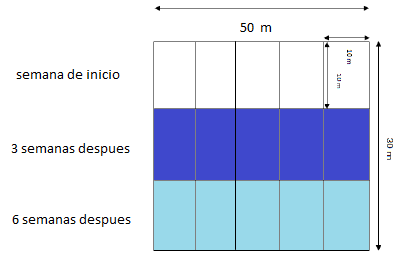 50 m
10 m
10 m
semana de inicio
30 m
3 semanas despues
6 semanas despues